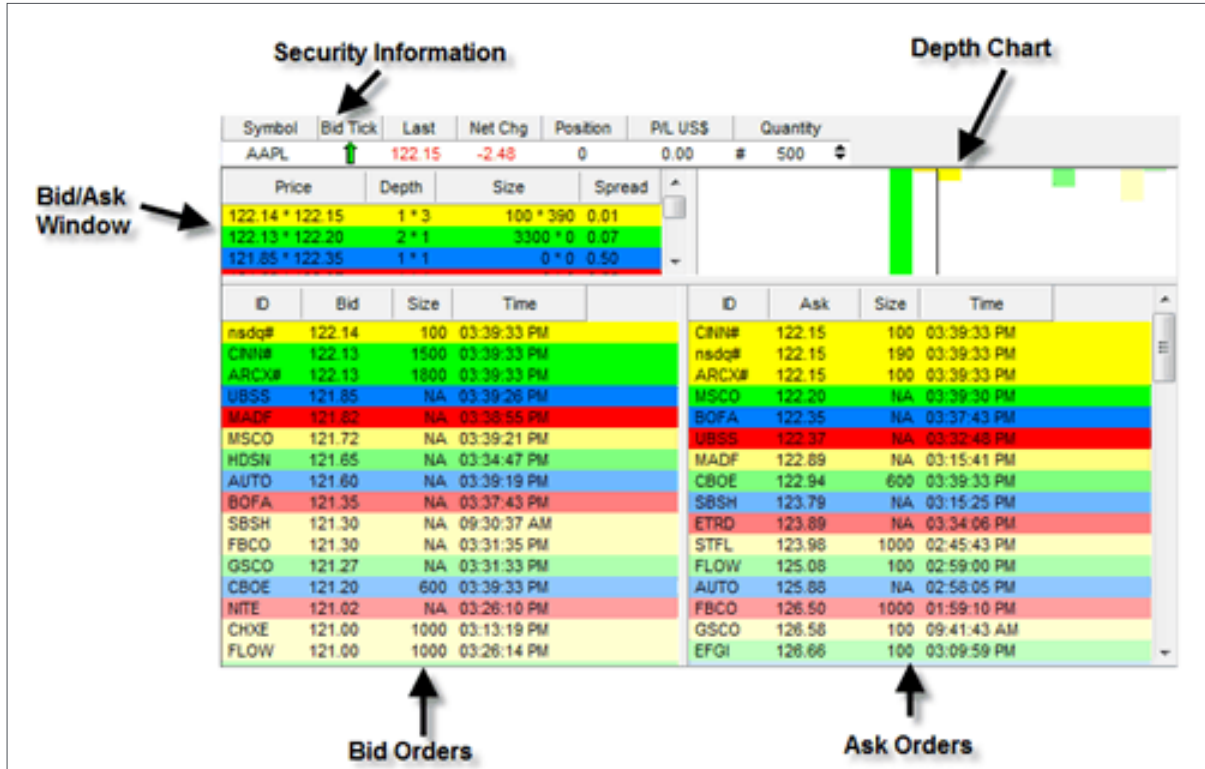 Security Information
Depth Chart
Symbol Bid Tick Last Net Chg Position P/L US$ Quantity
AAPL 122.15 -2.48 0 0.00 # 500
Bid/Ask
Window
Price Depth Size Spread
122.14 * 122.15 1 * 3 100 * 390 0.01
122.13 * 122.20 2 * 1 3300 * 0 0.07
121.85 * 122.35 1 * 1 0 * 0 0.50
ID Bid Size Time ID Ask Size Time
nsdq# 122.14 100 03:39:33 PM CINN# 122.15 100 03:39:33 PM
CINN# 122.13 1500 03:39:33 PM nsdq# 122.15 190 03:39:33 PM
ARCX# 122.13 1800 03:39:33 PM ARCX# 122.15 100 03:39:33 PM
UBSS 121.85 NA 03:39:26 PM MSCO 122.20 NA 03:39:30 PM
MADF 121.82 NA 03:38:55 PM BOFA 122.35 NA 03:37:43 PM
MSCO 121.72 NA 03:39:21 PM UBSS 122.37 NA 03:32:48 PM
HDSN 121.65 NA 03:34:47 PM MADF 122.89 NA 03:15:41 PM
AUTO 121.60 NA 03:39:19 PM CBOE 122.94 600 03:39:33 PM
BOFA 121.35 NA 03:37:43 PM SBSH 123.79 NA 03:15:25 PM
SBSH 121.30 NA 09:30:37 AM ETRD 123.89 NA 03:34:06 PM
FBCO 121.30 NA 03:31:35 PM STFL 123.98 1000 02:45:43 PM
GSCO 121.27 NA 03:31:33 PM FLOW 125.08 100 02:59:00 PM
CBOE 121.20 600 03:39:33 PM AUTO 125.88 NA 02:58:05 PM
NITE 121.02 NA 03:26:10 PM FBCO 126.50 1000 01:59:10 PM
CHXE 121.00 1000 03:13:19 PM GSCO 126.58 100 09:41:43 AM
FLOW 121.00 1000 03:26:14 PM EFGI 126.66 100 03:09:59 PM
Bid Orders
Ask Orders